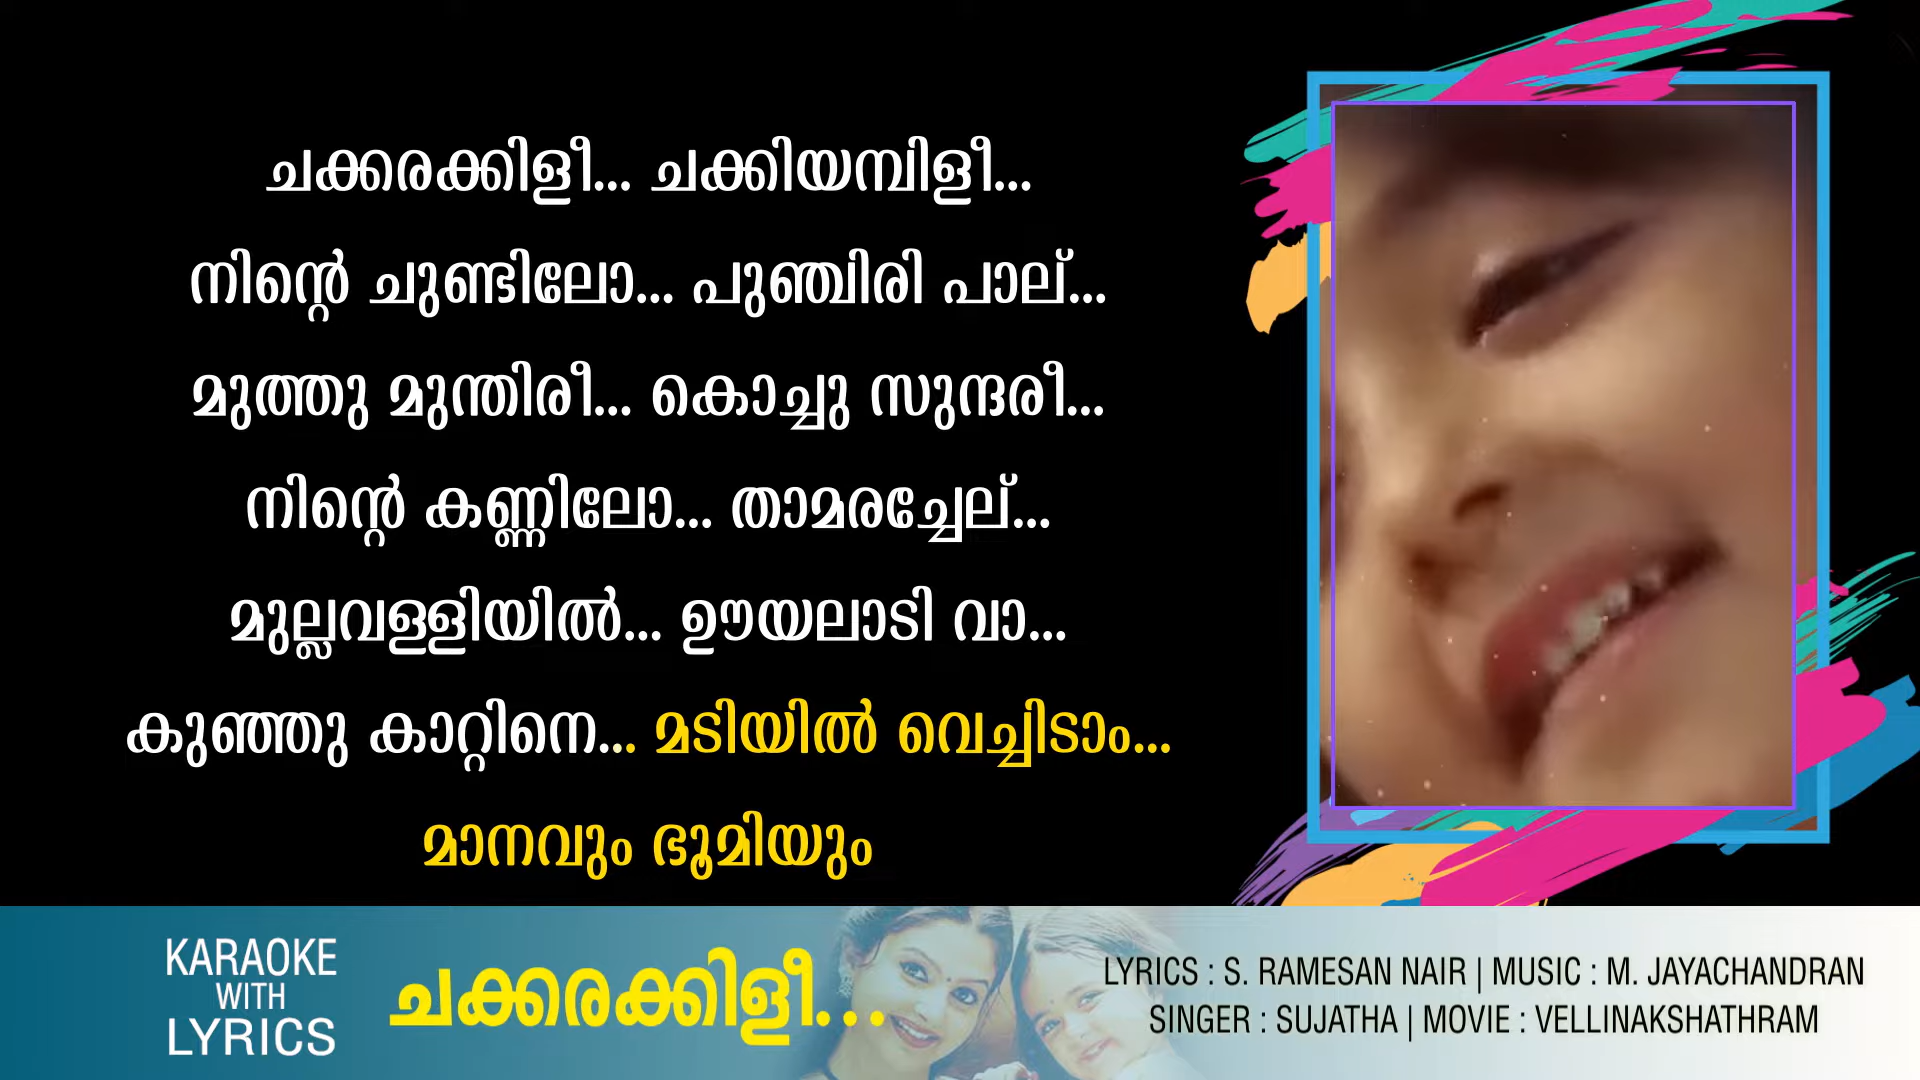 ചക്കരക്കിളീ... ചക്കിയമ്പിളീ...
നിന്റെ ചുണ്ടിലോ... പുഞ്ചിരി പാല്...
മുത്തു മുന്തിരീ... കൊച്ചു സുന്ദരീ...
നിന്റെ കണ്ണിലോ... താമരച്ചേല്...
മുല്ലവള്ളിയിൽ... ഊയലാടി വാ...
കുഞ്ഞു കാറ്റിനെ... മടിയിൽ വെച്ചിടാം...
മാനവും ഭൂമിയും
KARAOKE
WITH
LYRICS
ചക്കരക്കിളീ...
LYRICS : S. RAMESAN NAIR | MUSIC : M. JAYACHANDRAN
SINGER : SUJATHA | MOVIE : VELLINAKSHATHRAM